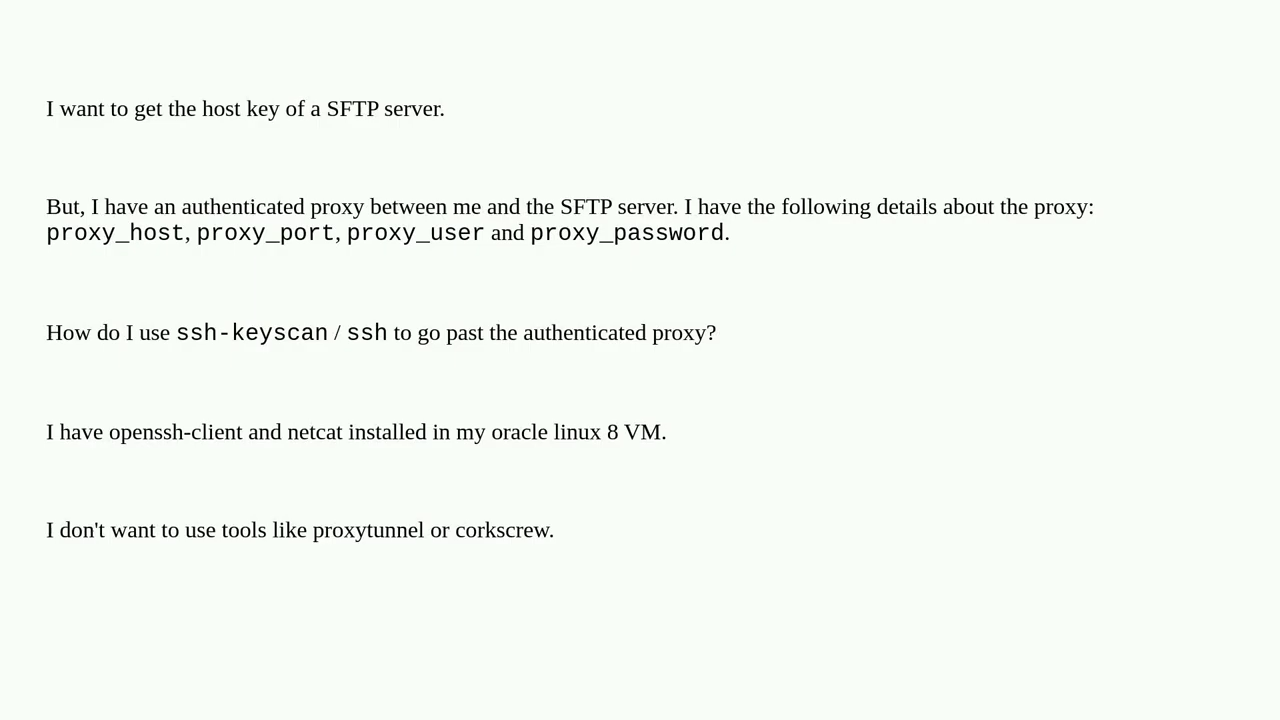 I want to get the host key of a SFTP server.
But, I have an authenticated proxy between me and the SFTP server. I have the following details about the proxy:
proxy_host, proxy_port, proxy_user and proxy_password.
How do I use ssh-keyscan / ssh to go past the authenticated proxy?
I have openssh-client and netcat installed in my oracle linux 8 VM.
I don't want to use tools like proxytunnel or corkscrew.